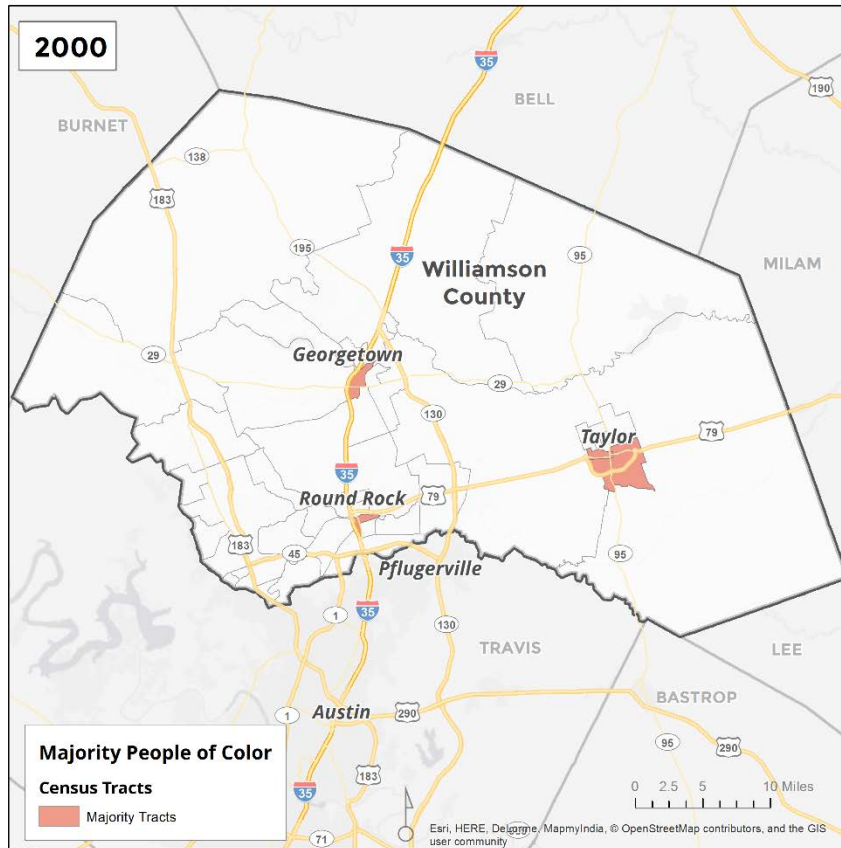 2000
35
BELL
190
BURNET
138
183
195
35
95
Williamson
County
MILAM
29
Georgetown
29
130
Taylor
79
35
Round Rock
79
183
45
95
Pflugerville
1
35
130
TRAVIS
LEE
BASTROP
1
Austin
290
95
290
183
35
71
Majority People of Color
Census Tracts
Majority Tracts
0 2.5 5 10 Miles
Esri, HERE, DeLorme, MapmyIndia, © OpenStreetMap contributors, and the GIS
user community